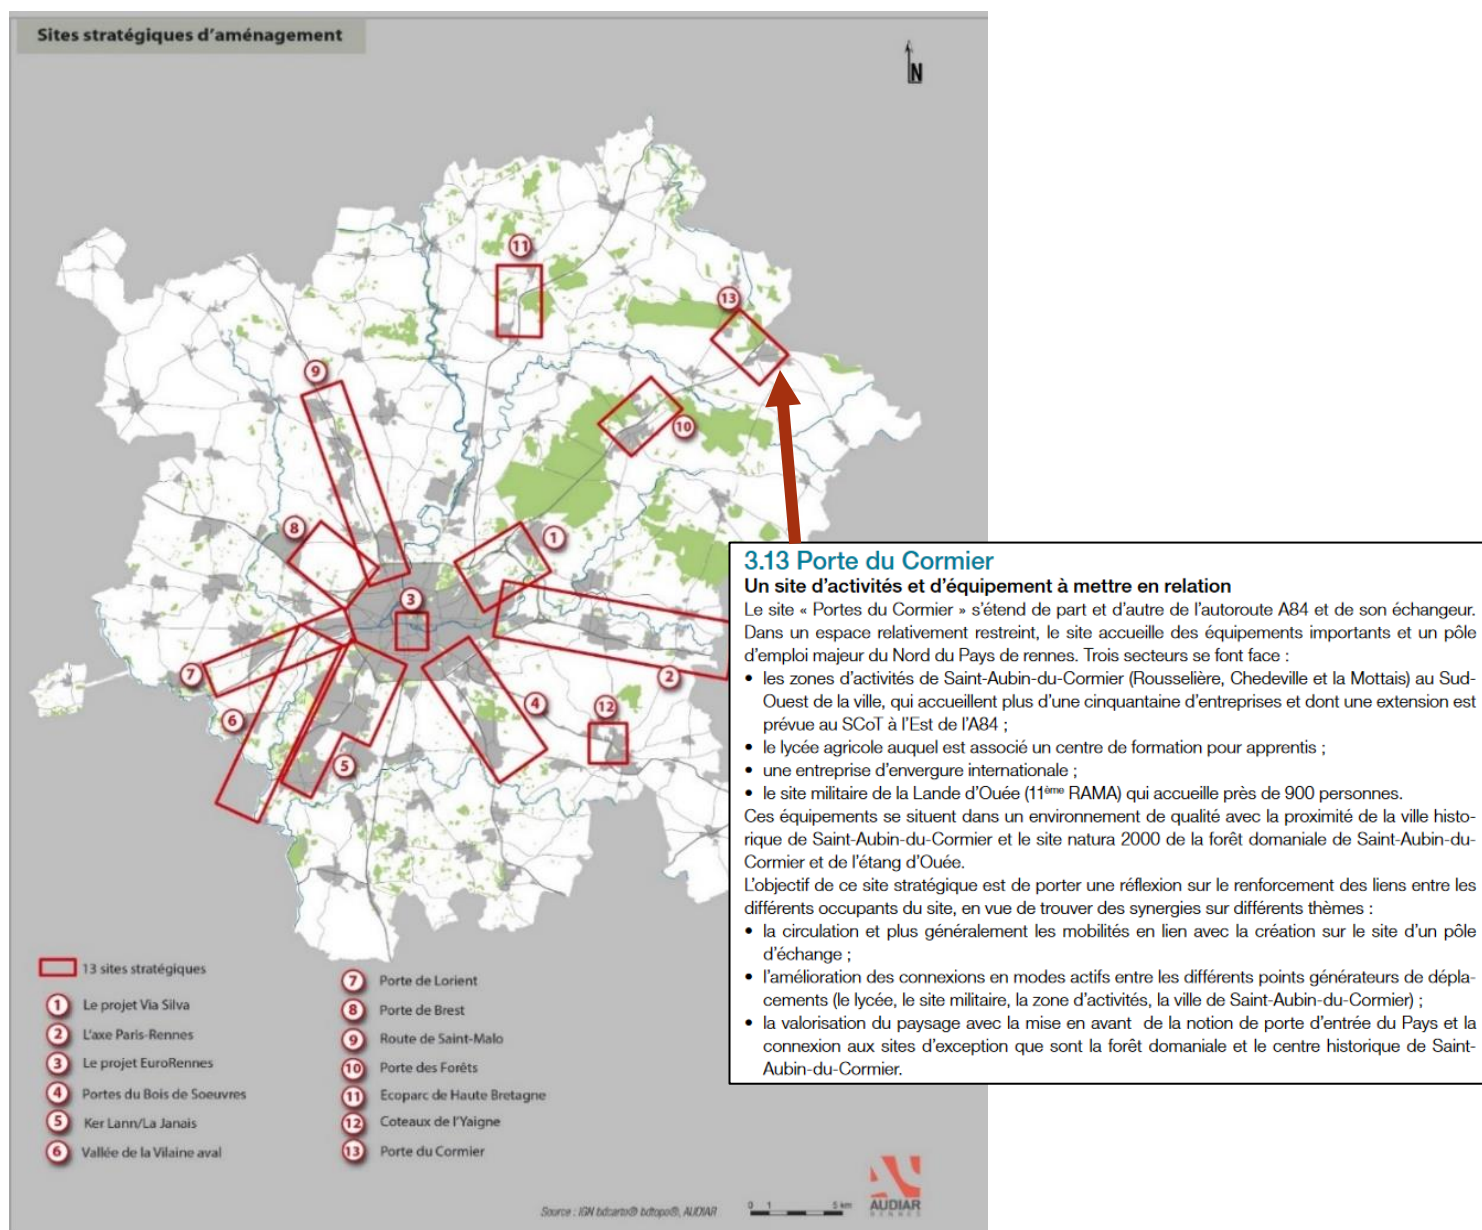 Sites stratégiques d'aménagement
N
11
13
9
10
8
1
3
7
2
6
4
12
5
3.13 Porte du Cormier
Un site d'activités et d'équipement à mettre en relation
Le site « Portes du Cormier » s'étend de part et d'autre de l'autoroute A84 et de son échangeur.
Dans un espace relativement restreint, le site accueille des équipements importants et un pôle
d'emploi majeur du Nord du Pays de rennes. Trois secteurs se font face :
• les zones d'activités de Saint-Aubin-du-Cormier (Rousselière, Chedeville et la Mottais) au Sud-
Ouest de la ville, qui accueillent plus d'une cinquantaine d'entreprises et dont une extension est
prévue au SCoT à l'Est de l'A84 ;
• le lycée agricole auquel est associé un centre de formation pour apprentis ;
• une entreprise d'envergure internationale ;
• le site militaire de la Lande d'Ouée (11ème RAMA) qui accueille près de 900 personnes.
Ces équipements se situent dans un environnement de qualité avec la proximité de la ville histo-
rique de Saint-Aubin-du-Cormier et le site natura 2000 de la forêt domaniale de Saint-Aubin-du-
Cormier et de l'étang d'Ouée.
L'objectif de ce site stratégique est de porter une réflexion sur le renforcement des liens entre les
différents occupants du site, en vue de trouver des synergies sur différents thèmes :
• la circulation et plus généralement les mobilités en lien avec la création sur le site d'un pôle
d'échange ;
• l'amélioration des connexions en modes actifs entre les différents points générateurs de dépla-
cements (le lycée, le site militaire, la zone d'activités, la ville de Saint-Aubin-du-Cormier) ;
• la valorisation du paysage avec la mise en avant de la notion de porte d'entrée du Pays et la
connexion aux sites d'exception que sont la forêt domaniale et le centre historique de Saint-
Aubin-du-Cormier.
13 sites stratégiques
1 Le projet Via Silva
2 L'axe Paris-Rennes
3 Le projet EuroRennes
4 Portes du Bois de Soeuvres
5 Ker Lann/La Janais
6 Vallée de la Vilaine aval
7 Porte de Lorient
8 Porte de Brest
9 Route de Saint-Malo
10 Porte des Forêts
11 Ecoparc de Haute Bretagne
12 Coteaux de l'Yaigne
13 Porte du Cormier
Source : IGN bdcarto® bdtopo®, AUDIAR
0 1 5 km
AUDIAR
RENNES